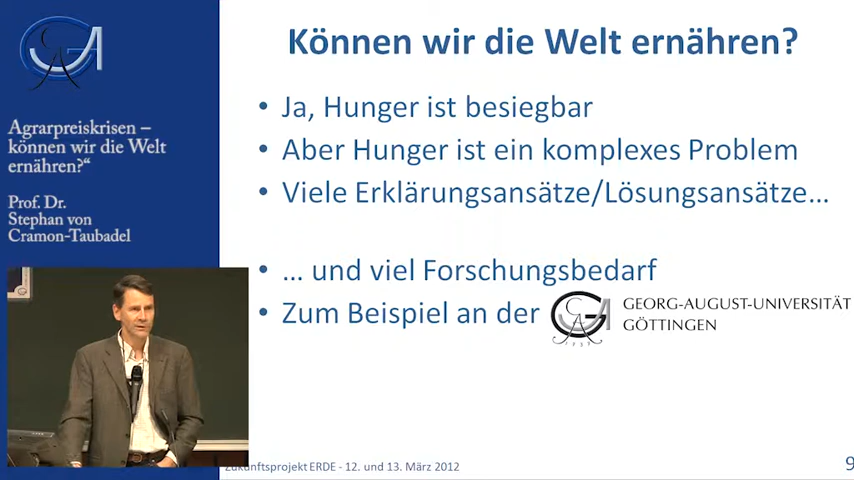 Agrarpreiskrisen –
können wir die Welt
ernähren?“
Prof. Dr.
Stephan von
Cramon-Taubadel
Können wir die Welt ernähren?
• Ja, Hunger ist besiegbar
• Aber Hunger ist ein komplexes Problem
• Viele Erklärungsansätze/Lösungsansätze…
• … und viel Forschungsbedarf
• Zum Beispiel an der
GEORG-AUGUST-UNIVERSITÄT
GÖTTINGEN
Zukunftsprojekt ERDE - 12. und 13. März 2012
9